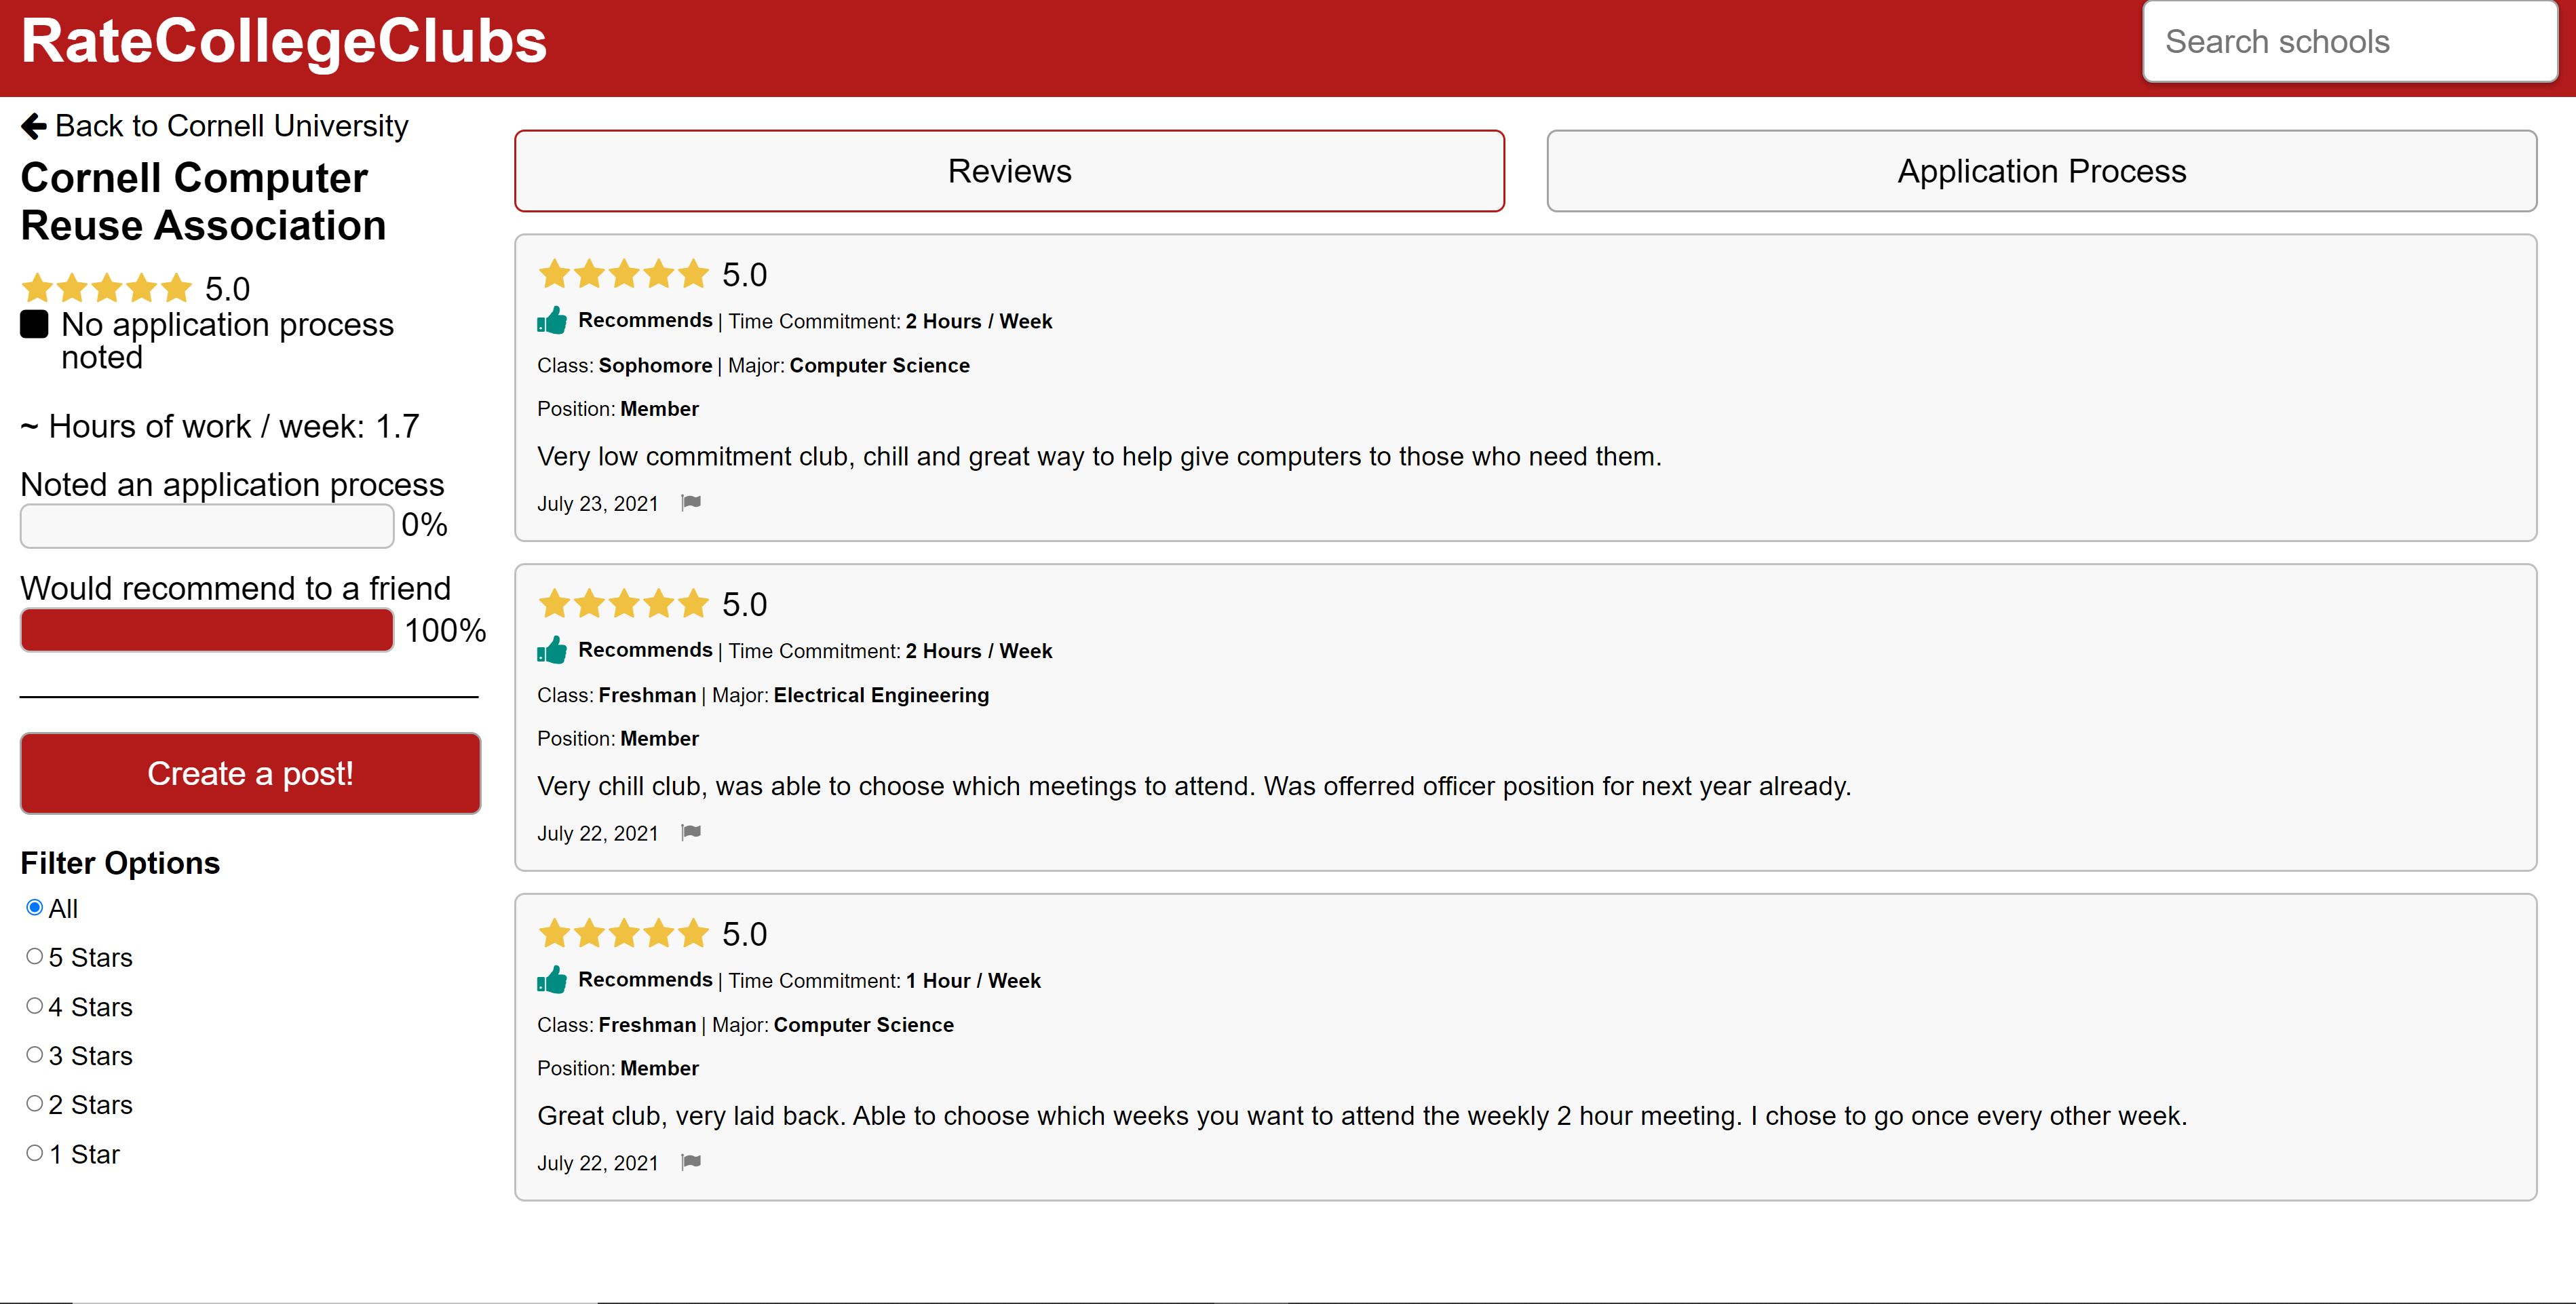 RateCollegeClubs
Search schools
Back to Cornell University
Cornell Computer
Reuse Association
5.0
No application process
noted
~ Hours of work / week: 1.7
Noted an application process
0%
Would recommend to a friend
100%
Create a post!
Filter Options
All
5 Stars
4 Stars
3 Stars
2 Stars
1 Star
Reviews
Application Process
5.0
Recommends | Time Commitment: 2 Hours / Week
Class: Sophomore | Major: Computer Science
Position: Member
Very low commitment club, chill and great way to help give computers to those who need them.
July 23, 2021
5.0
Recommends | Time Commitment: 2 Hours / Week
Class: Freshman | Major: Electrical Engineering
Position: Member
Very chill club, was able to choose which meetings to attend. Was offerred officer position for next year already.
July 22, 2021
5.0
Recommends | Time Commitment: 1 Hour / Week
Class: Freshman | Major: Computer Science
Position: Member
Great club, very laid back. Able to choose which weeks you want to attend the weekly 2 hour meeting. I chose to go once every other week.
July 22, 2021